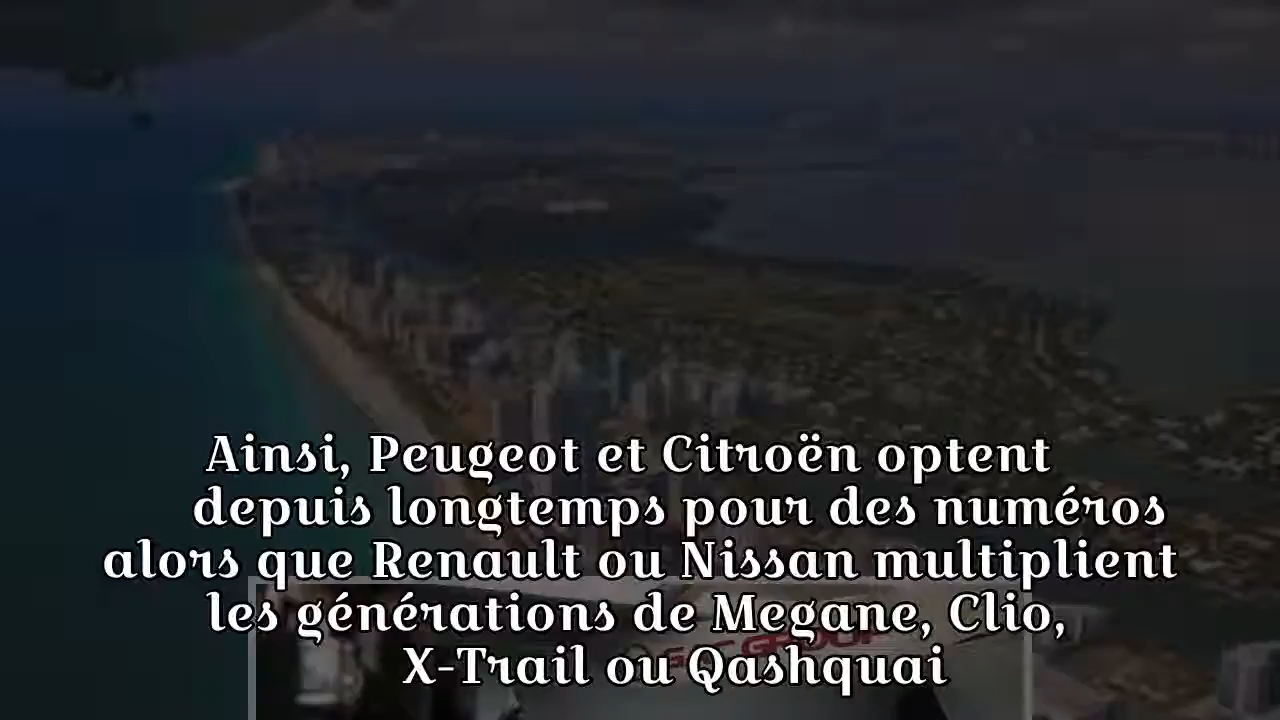 Ainsi, Peugeot et Citroën optent
depuis longtemps pour des numéros
alors que Renault ou Nissan multiplient
les générations de Megane, Clio,
X-Trail ou Qashquai
GROUP